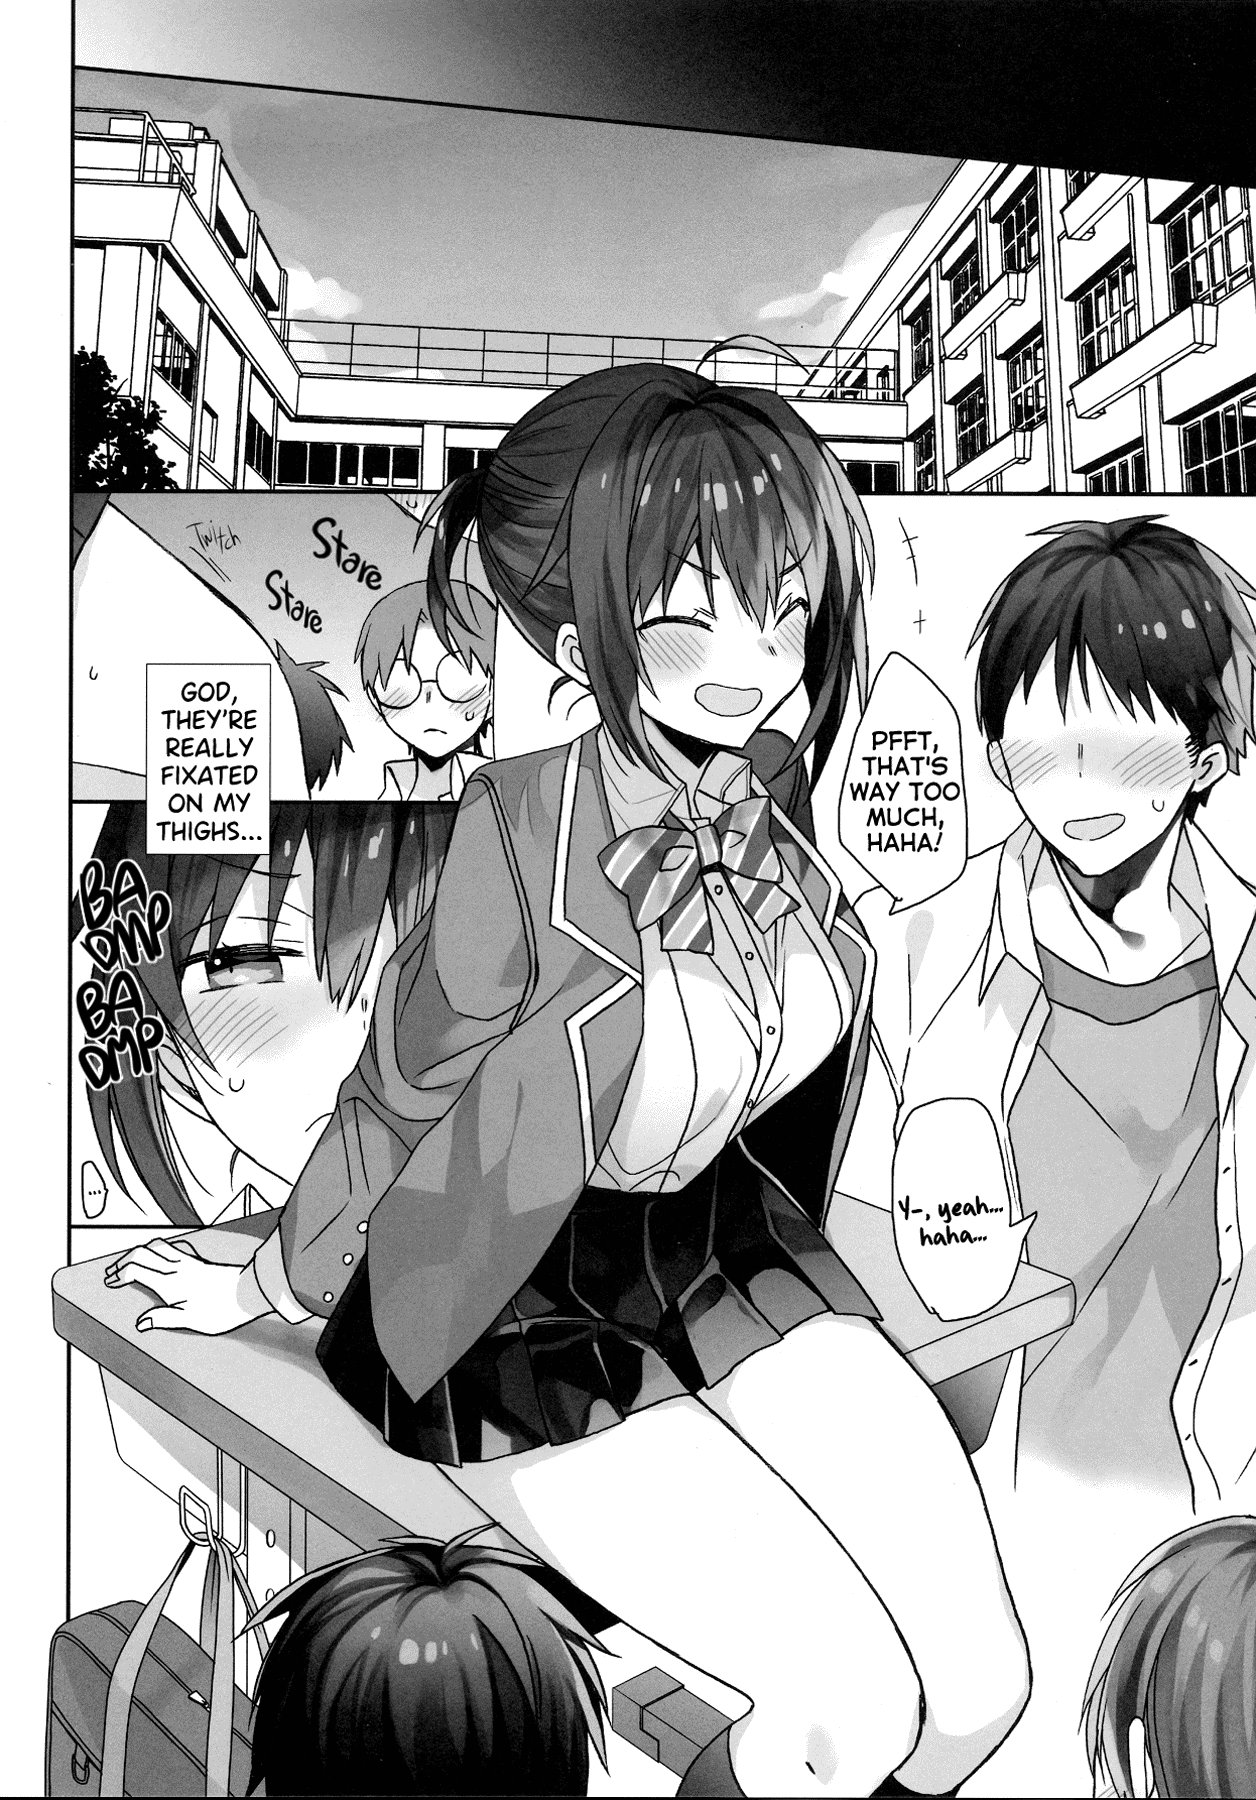 PFFT,
THAT'S
WAY TOO
MUCH,
HAHA!
Y-, yeah...
haha...
Stare
Stare
Twitch
GOD,
THEY'RE
REALLY
FIXATED
ON MY
THIGHS...
BA
DMP
BA
DMP
...